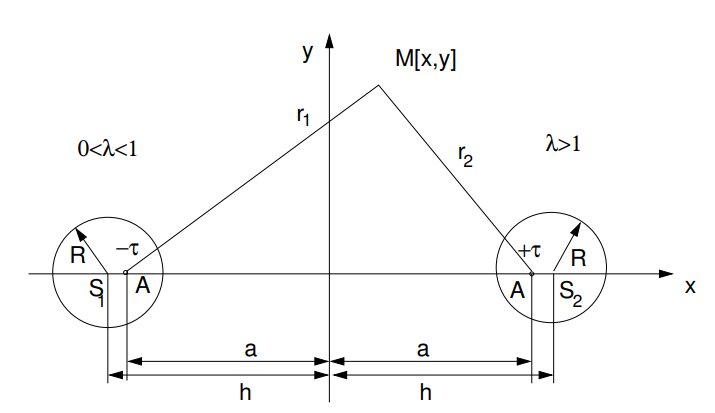 y
M[x,y]
r1
r2
0<λ<1
λ>1
R
−τ
S1
A
+τ
R
A
S2
x
a
a
h
h